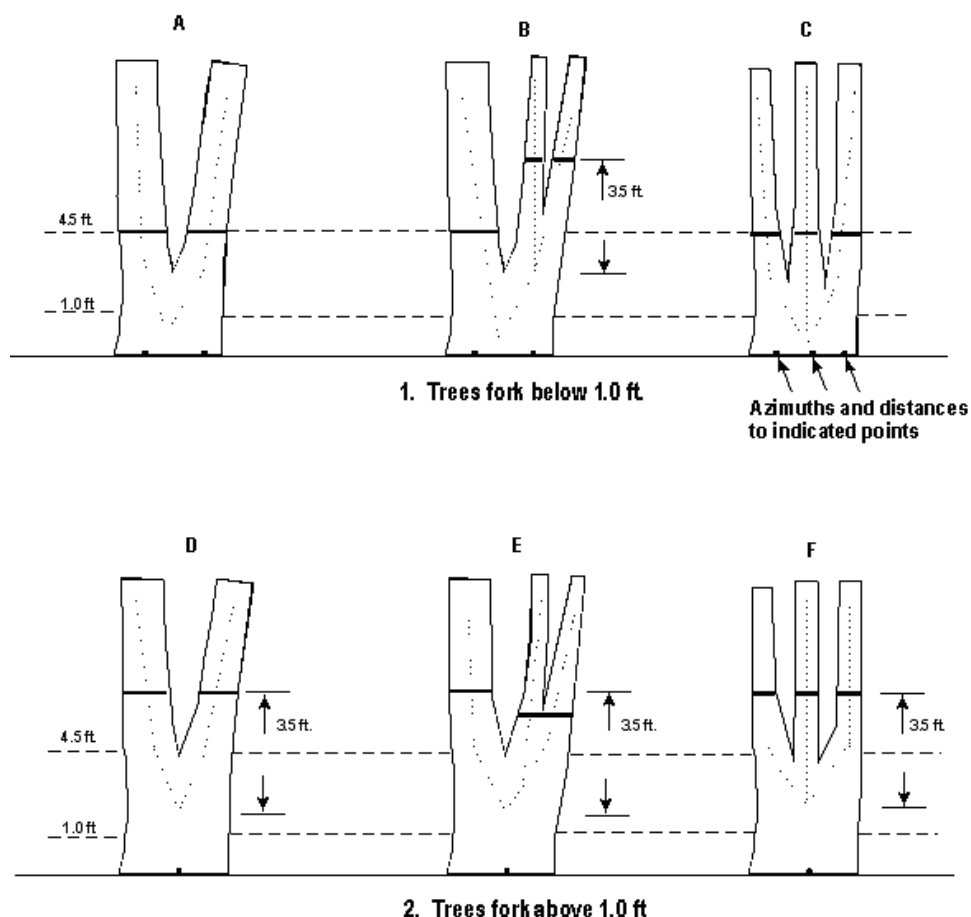 A B C
3.5 ft.
4.5 ft.
1.0 ft
1. Trees fork below 1.0 ft.
Azimuths and distances
to indicated points
D E F
3.5 ft. 3.5 ft. 3.5 ft.
4.5 ft.
1.0 ft.
2. Trees fork above 1.0 ft